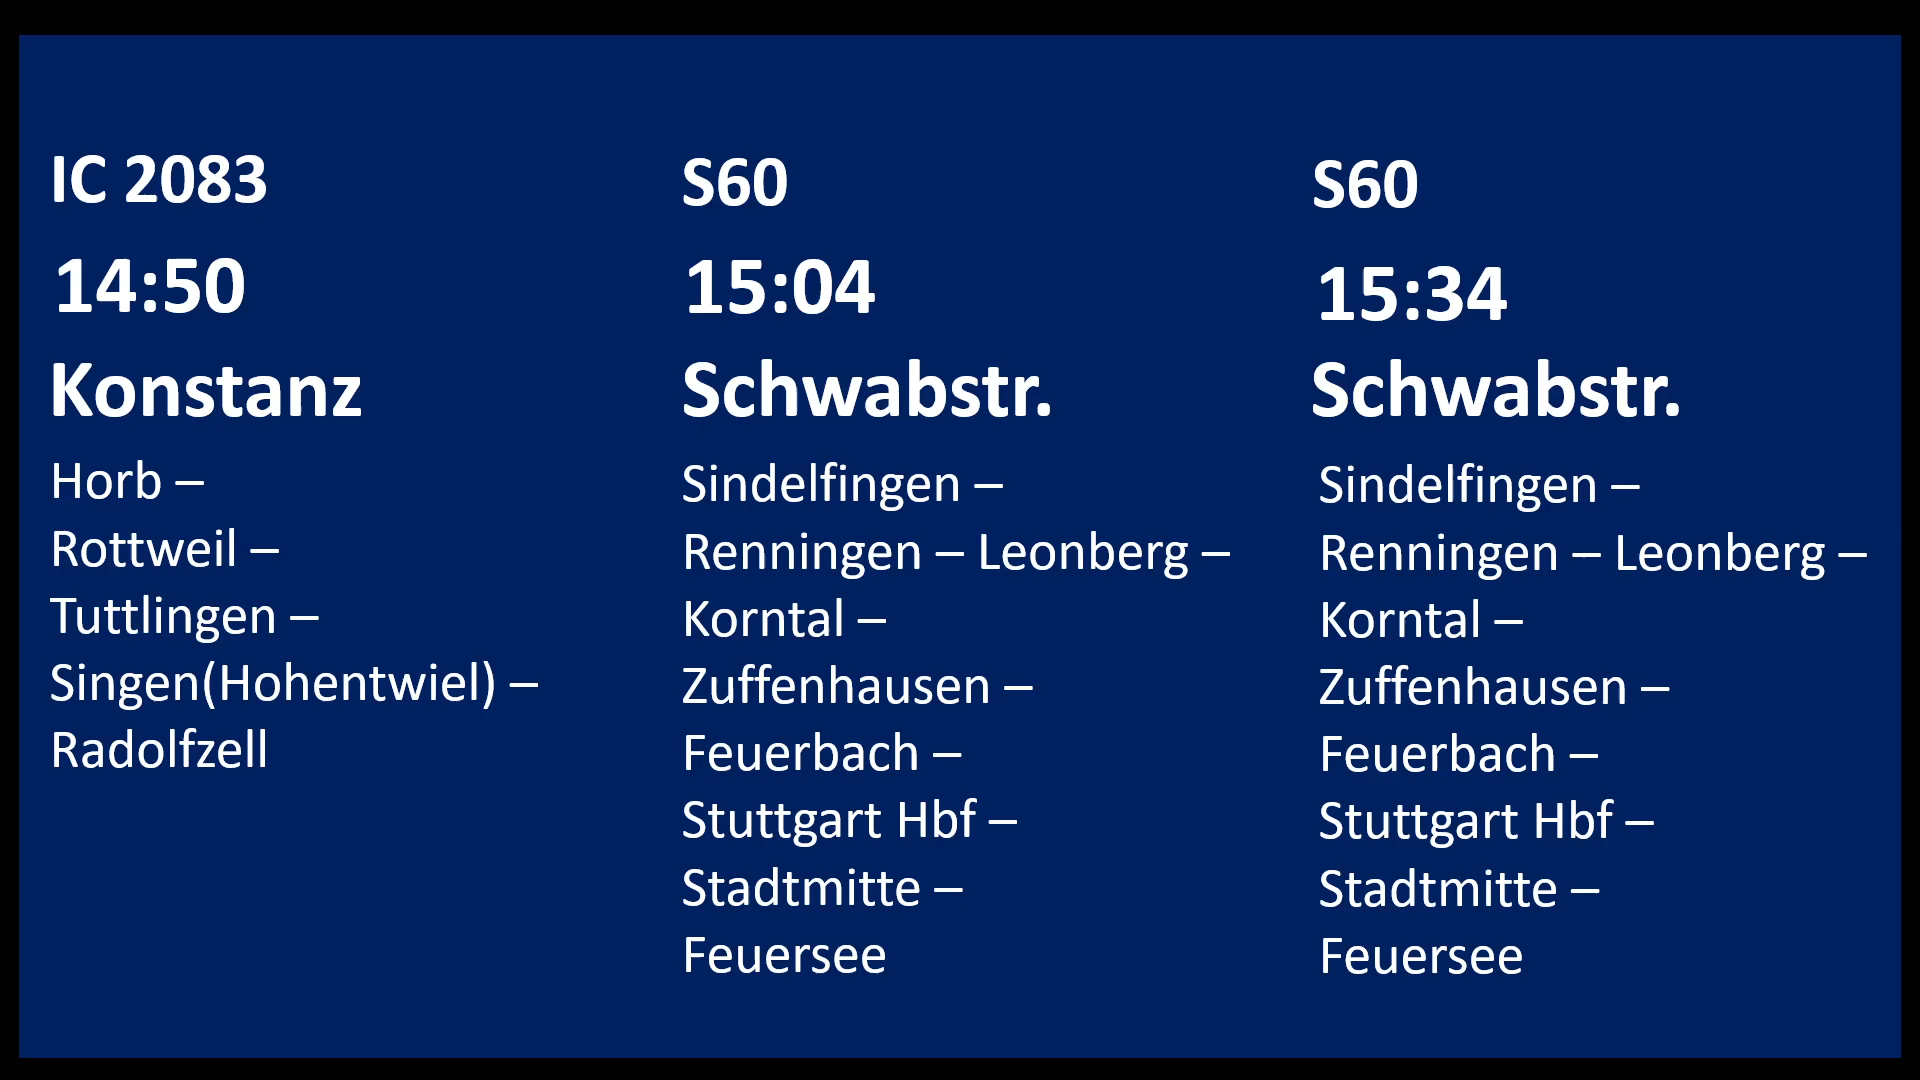 IC 2083
14:50
Konstanz
Horb –
Rottweil –
Tuttlingen –
Singen(Hohentwiel) –
Radolfzell
S60
15:04
Schwabstr.
Sindelfingen –
Renningen – Leonberg –
Korntal –
Zuffenhausen –
Feuerbach –
Stuttgart Hbf –
Stadtmitte –
Feuersee
S60
15:34
Schwabstr.
Sindelfingen –
Renningen – Leonberg –
Korntal –
Zuffenhausen –
Feuerbach –
Stuttgart Hbf –
Stadtmitte –
Feuersee